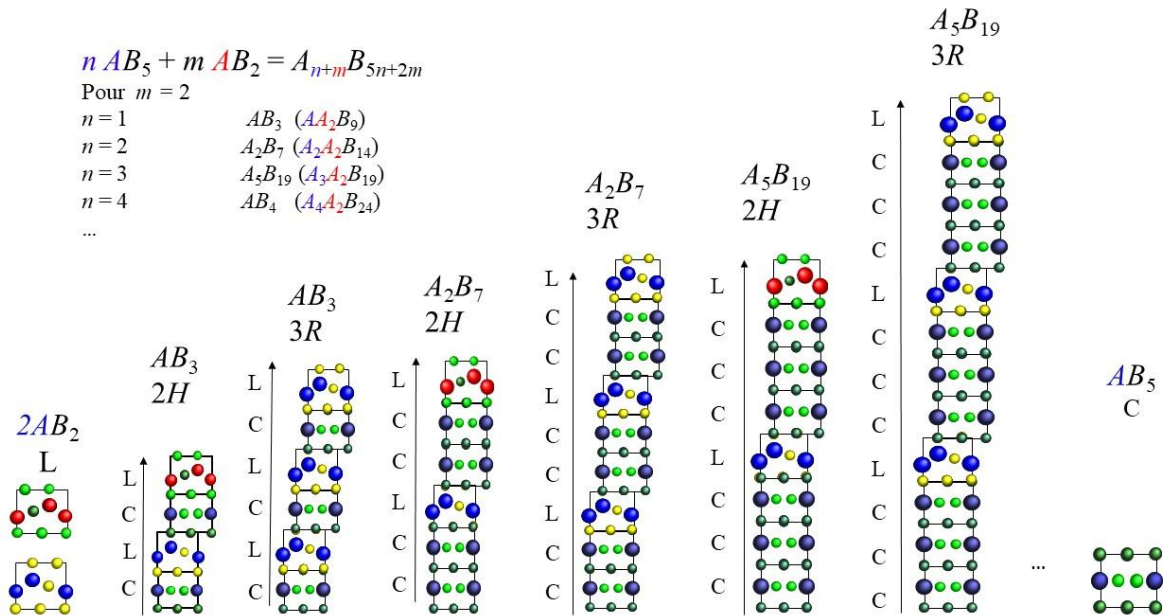 n AB₅ + m AB₂ = Aₙ₊ₘB₅ₙ₊₂ₘ
Pour m = 2
n = 1 AB₃ (AA₂B₉)
n = 2 A₂B₇ (A₂A₂B₁₄)
n = 3 A₅B₁₉ (A₃A₂B₁₉)
n = 4 AB₄ (A₄A₂B₂₄)
...
2AB₂
L
AB₃
2H
L
C
L
C
AB₃
3R
L
C
L
C
L
C
A₂B₇
2H
L
C
C
L
C
C
A₂B₇
3R
L
C
C
L
C
C
L
C
C
A₅B₁₉
2H
L
C
C
C
L
C
C
C
A₅B₁₉
3R
L
C
C
C
L
C
C
C
L
C
C
C
...
AB₅
C